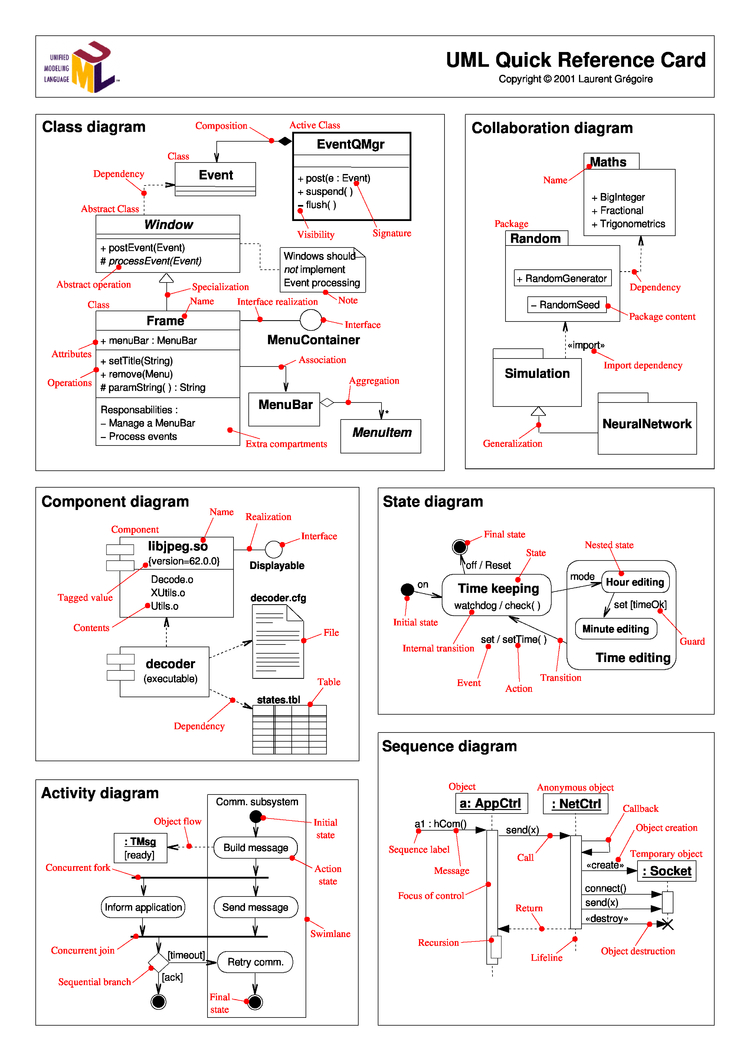 UNIFIED
MODELING
LANGUAGE
UML
TM
UML Quick Reference Card
Copyright © 2001 Laurent Grégoire
Class diagram
Composition
Active Class
EventQMgr
+ post(e : Event)
+ suspend( )
– flush( )
Visibility
Signature
Class
Event
Dependency
Abstract Class
Window
+ postEvent(Event)
# processEvent(Event)
Abstract operation
Windows should
not implement
Event processing
Note
Specialization
Class
Name
Frame
+ menuBar : MenuBar
+ setTitle(String)
+ remove(Menu)
# paramString( ) : String
Responsabilities :
– Manage a MenuBar
– Process events
Attributes
Operations
Extra compartments
Interface realization
Interface
MenuContainer
Association
MenuBar
Aggregation
*
MenuItem
Collaboration diagram
Maths
Name
+ BigInteger
+ Fractional
+ Trigonometrics
Package
Random
+ RandomGenerator
– RandomSeed
Dependency
Package content
«import»
Import dependency
Simulation
NeuralNetwork
Generalization
Component diagram
Name
Component
Realization
libjpeg.so
{version=62.0.0}
Interface
Displayable
Decode.o
XUtils.o
Utils.o
Tagged value
Contents
decoder.cfg
File
decoder
(executable)
Table
states.tbl
Dependency
State diagram
Final state
off / Reset
State
Nested state
on
Time keeping
watchdog / check( )
mode
Hour editing
set [timeOk]
Minute editing
Time editing
Initial state
Internal transition
set / setTime( )
Guard
Event
Action
Transition
Activity diagram
Comm. subsystem
Object flow
Initial
state
: TMsg
[ready]
Build message
Action
state
Concurrent fork
Inform application
Send message
Swimlane
Concurrent join
[timeout]
Retry comm.
Sequential branch
[ack]
Final
state
Sequence diagram
Object
a: AppCtrl
Anonymous object
: NetCtrl
Callback
a1 : hCom()
send(x)
Object creation
Sequence label
Message
Call
«create»
Temporary object
: Socket
Focus of control
connect()
send(x)
«destroy»
Return
Recursion
Lifeline
Object destruction